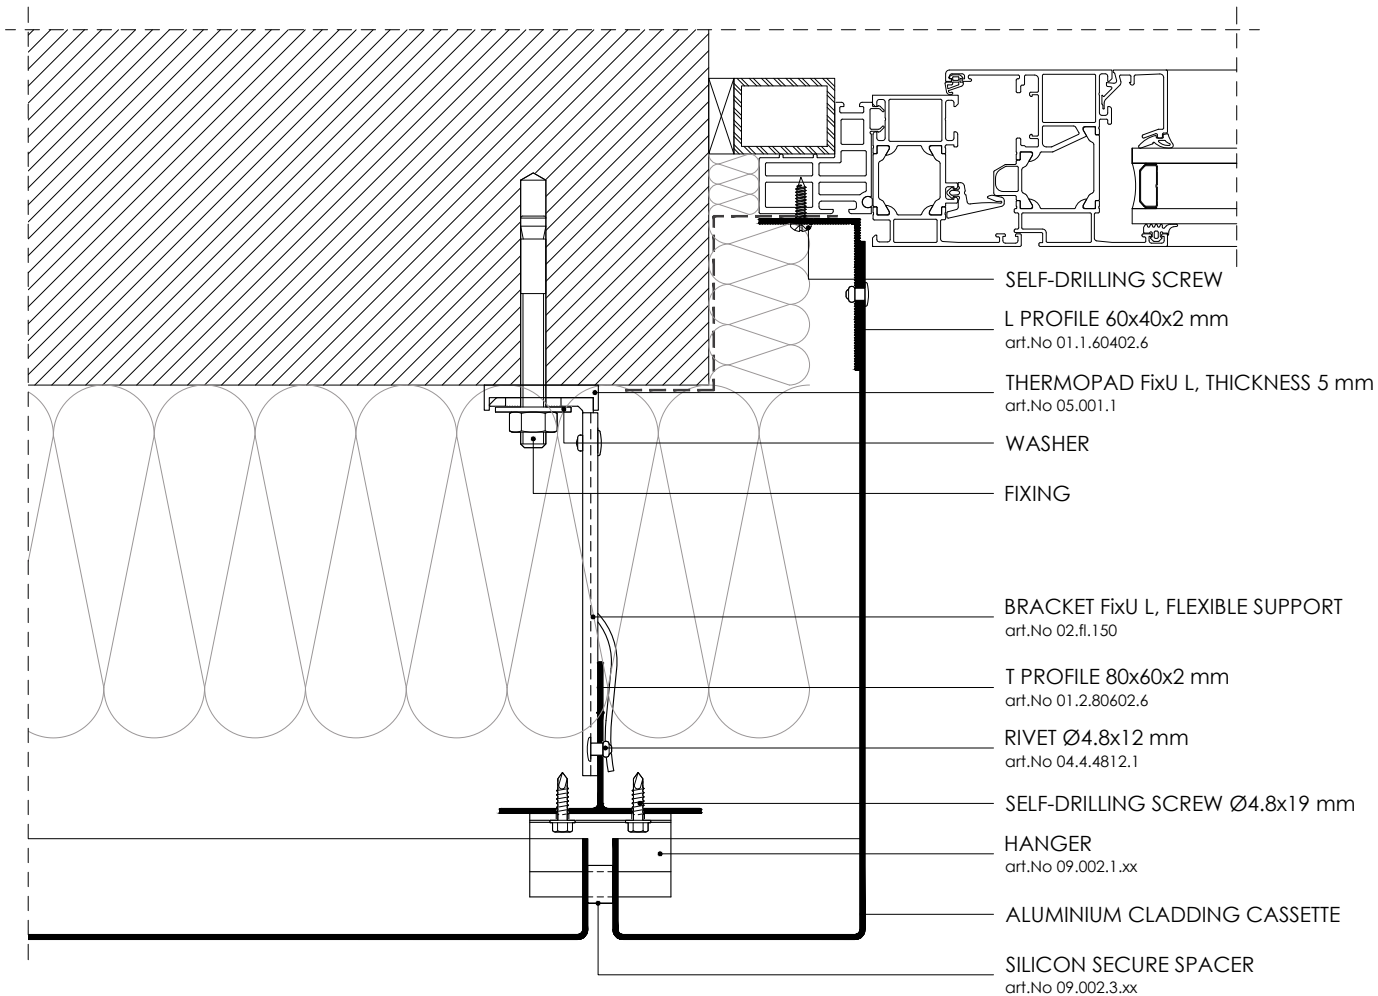 SELF-DRILLING SCREW
L PROFILE 60x40x2 mm
art.No 01.1.60402.6
THERMOPAD FixU L, THICKNESS 5 mm
art.No 05.001.1
WASHER
FIXING
BRACKET FixU L, FLEXIBLE SUPPORT
art.No 02.fl.150
T PROFILE 80x60x2 mm
art.No 01.2.80602.6
RIVET Ø4.8x12 mm
art.No 04.4.4812.1
SELF-DRILLING SCREW Ø4.8x19 mm
HANGER
art.No 09.002.1.xx
ALUMINIUM CLADDING CASSETTE
SILICON SECURE SPACER
art.No 09.002.3.xx